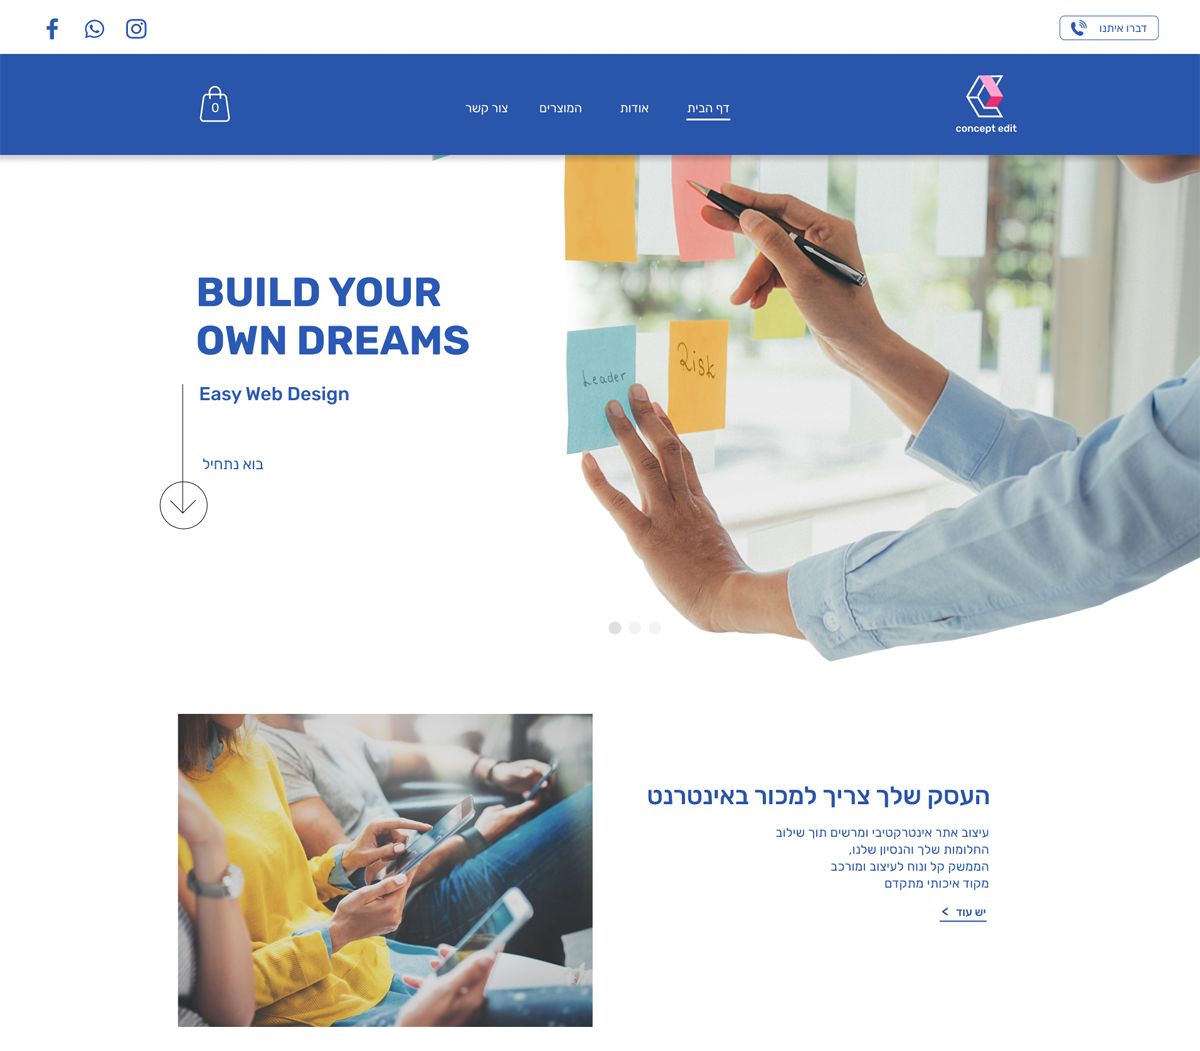 דברו איתנו
concept edit
דף הבית
אודות
המוצרים
צור קשר
0
BUILD YOUR
OWN DREAMS
Easy Web Design
בוא נתחיל
Leader
Risk
העסק שלך צריך למכור באינטרנט
עיצוב אתר אינטרקטיבי ומרשים תוך שילוב
החלומות שלך והנסיון שלנו,
הממשק קל ונוח לעיצוב ומורכב
מקוד איכותי מתקדם
יש עוד >